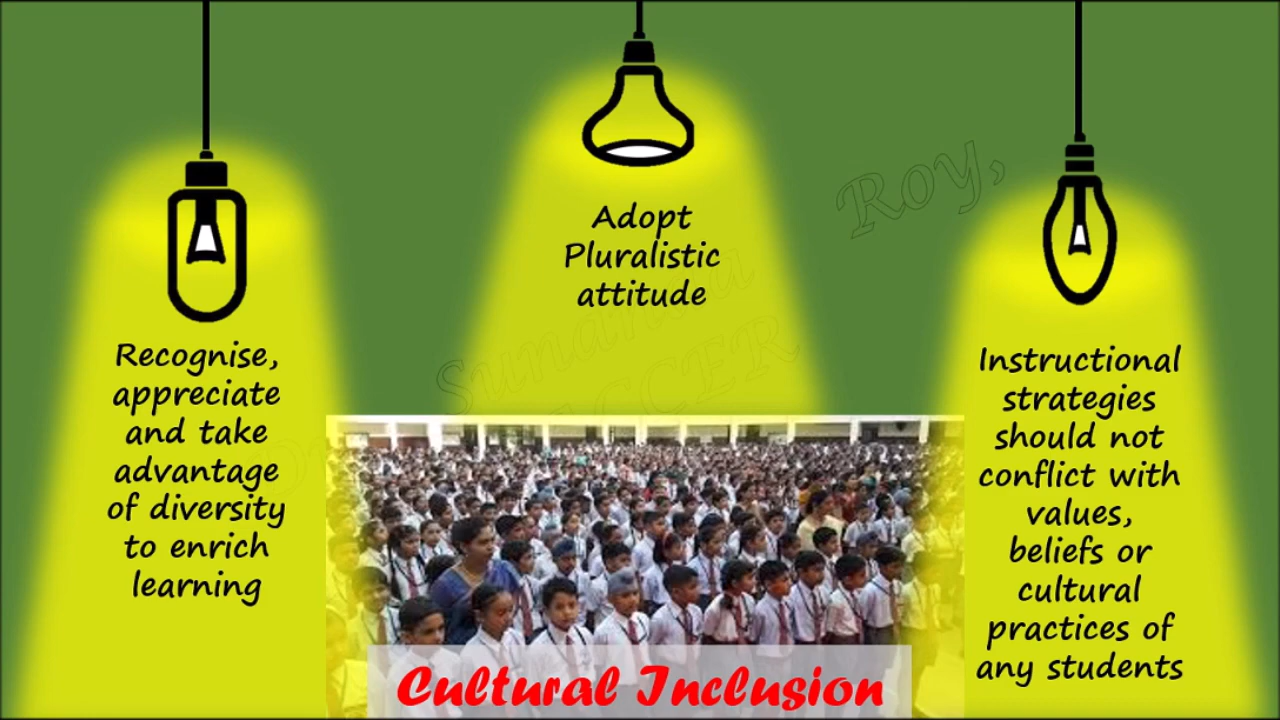 Adopt
Pluralistic
attitude
Recognise,
appreciate
and take
advantage
of diversity
to enrich
learning
Instructional
strategies
should not
conflict with
values,
beliefs or
cultural
practices of
any students
Roy,
Cultural Inclusion